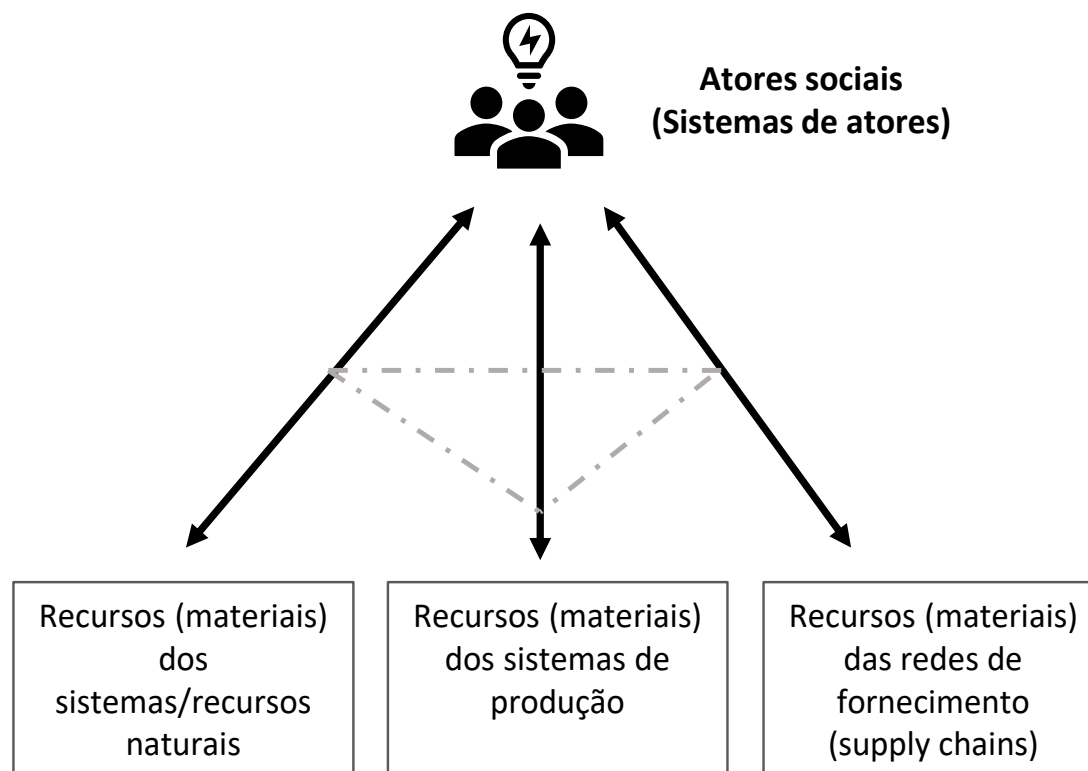 Atores sociais
(Sistemas de atores)
Recursos (materiais)
dos
sistemas/recursos
naturais
Recursos (materiais)
dos sistemas de
produção
Recursos (materiais)
das redes de
fornecimento
(supply chains)